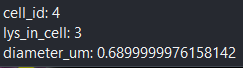 cell_id: 4
lys_in_cell: 3
diameter_um: 0.6899999976158142